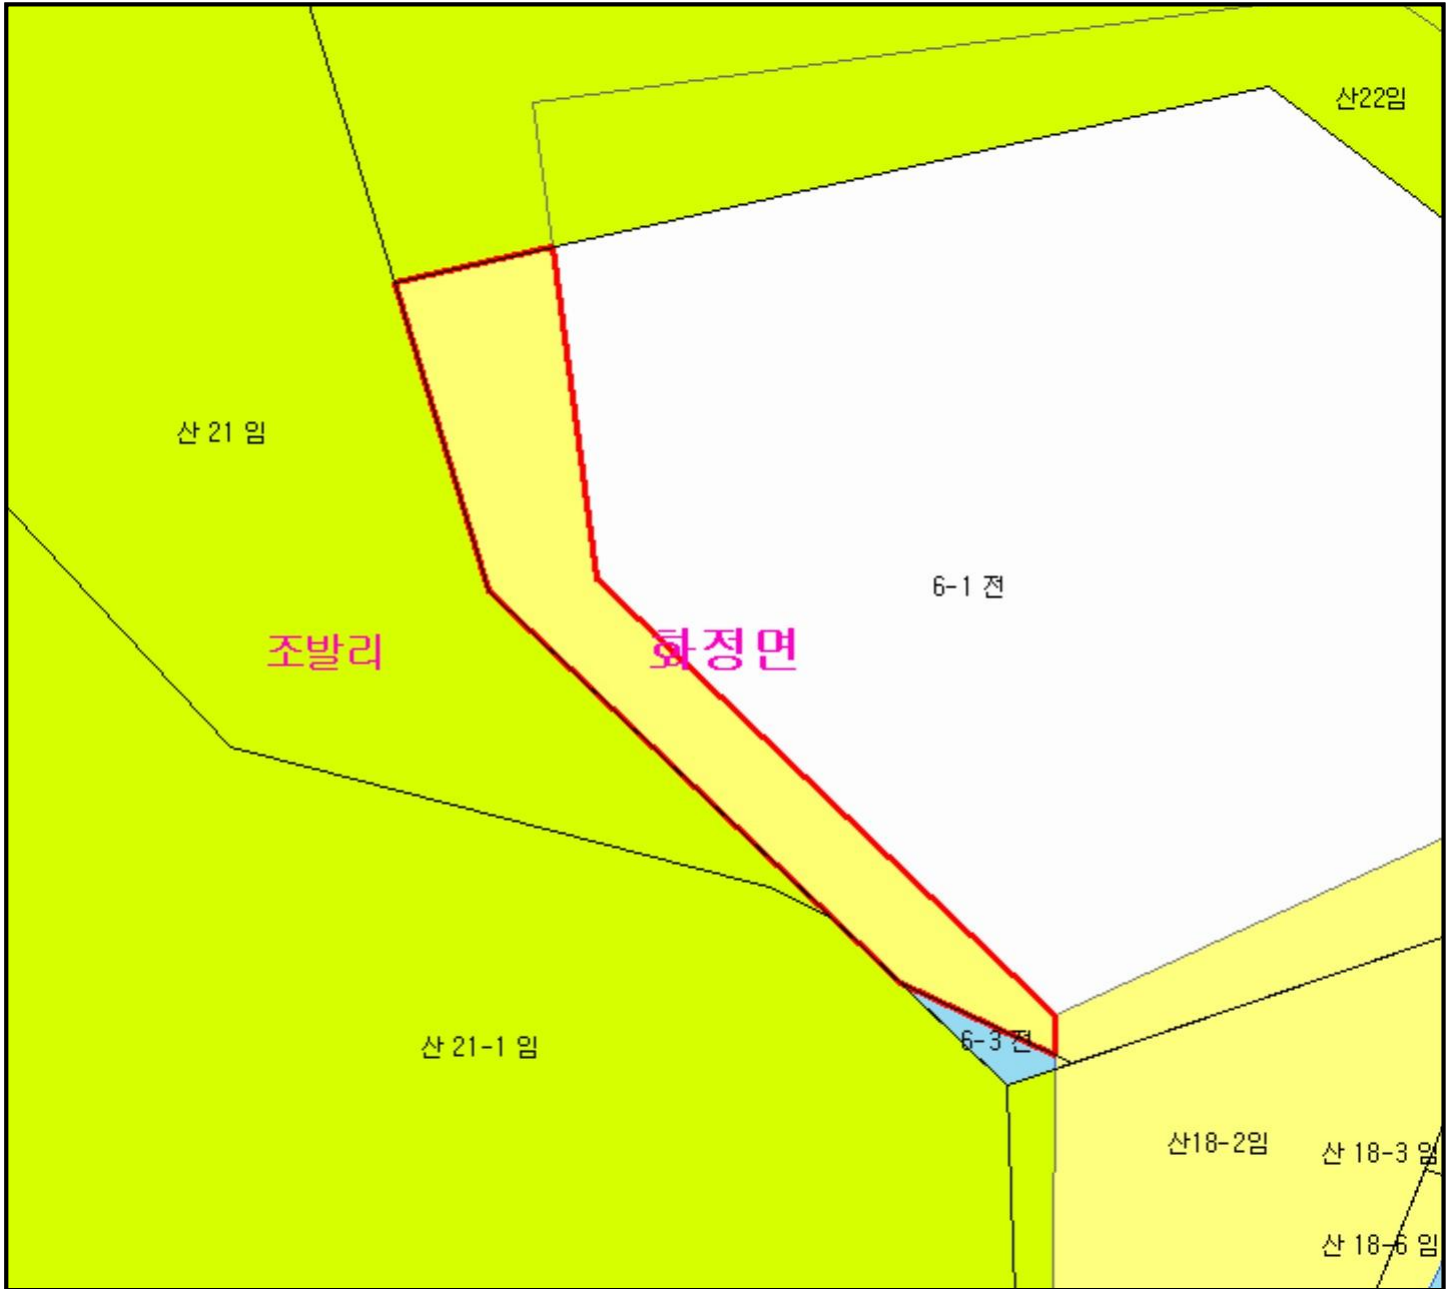 산22임
산 21 임
6-1 전
조발리
화정면
6-3 전
산 21-1 임
산18-2임
산 18-3 임
산 18-6 임